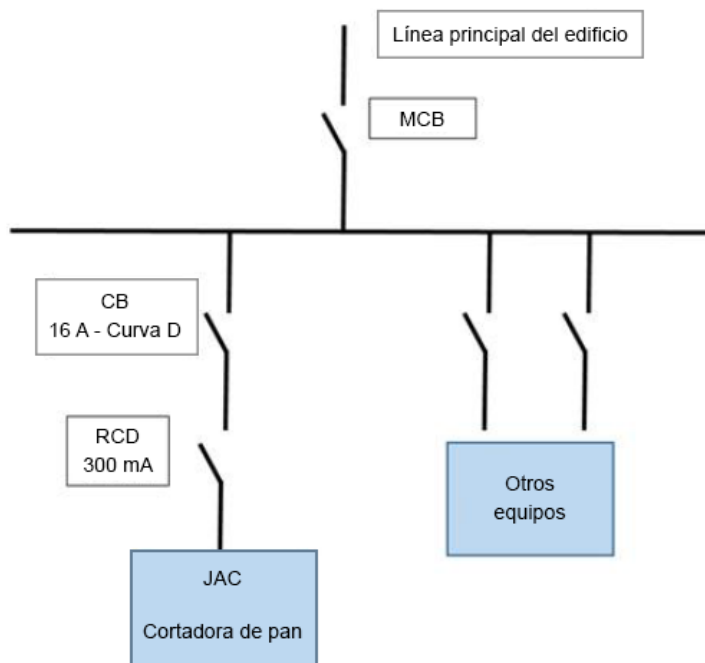 Línea principal del edificio
MCB
CB
16 A - Curva D
RCD
300 mA
Otros
equipos
JAC
Cortadora de pan